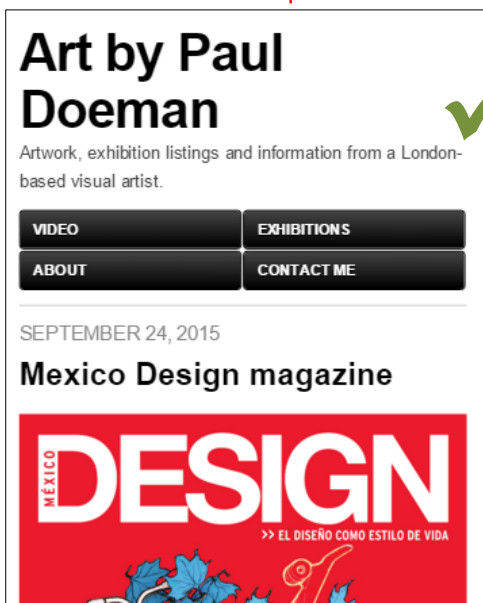 Art by Paul
Doeman
Artwork, exhibition listings and information from a London-
based visual artist.
VIDEO
EXHIBITIONS
ABOUT
CONTACT ME
SEPTEMBER 24, 2015
Mexico Design magazine
MÉXICO
DESIGN
>> EL DISEÑO COMO ESTILO DE VIDA